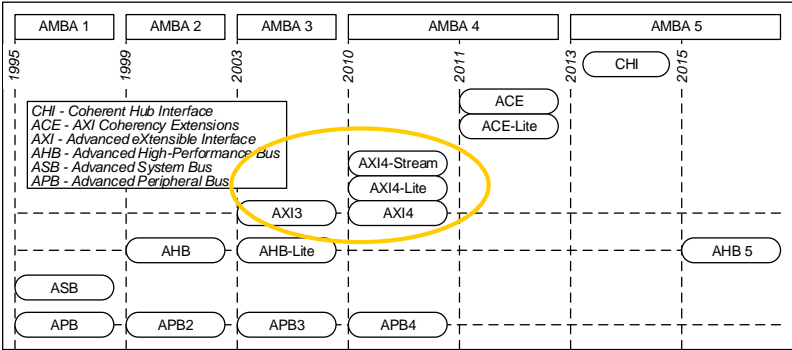 AMBA 1
AMBA 2
AMBA 3
AMBA 4
AMBA 5
1995
1999
2003
2010
2011
2013
2015
CHI
CHI - Coherent Hub Interface
ACE - AXI Coherency Extensions
AXI - Advanced eXtensible Interface
AHB - Advanced High-Performance Bus
ASB - Advanced System Bus
APB - Advanced Peripheral Bus
ACE
ACE-Lite
AXI4-Stream
AXI4-Lite
AXI3
AXI4
AHB
AHB-Lite
AHB 5
ASB
APB
APB2
APB3
APB4